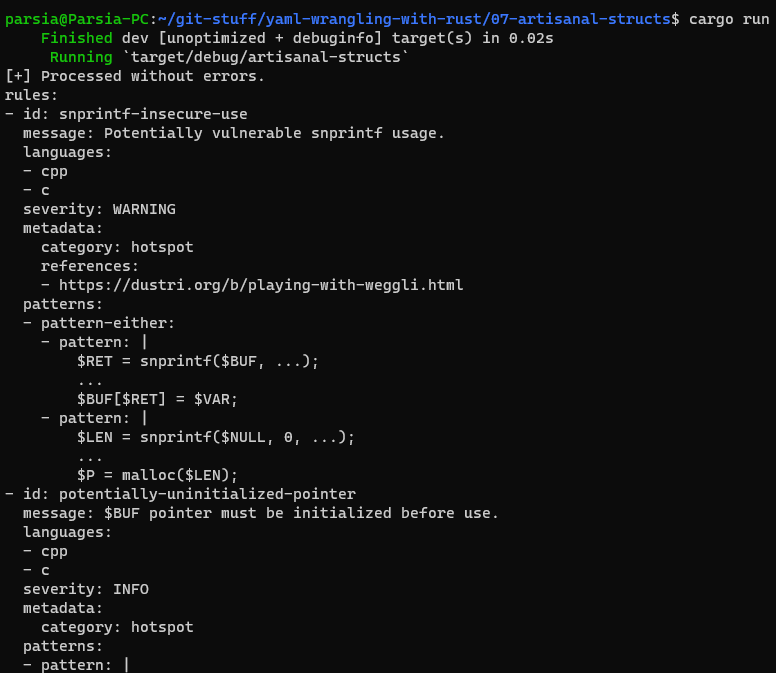 parsia@Parsia-PC:~/git-stuff/yaml-wrangling-with-rust/07-artisanal-structs$ cargo run
    Finished dev [unoptimized + debuginfo] target(s) in 0.02s
     Running `target/debug/artisanal-structs`
[+] Processed without errors.
rules:
- id: snprintf-insecure-use
  message: Potentially vulnerable snprintf usage.
  languages:
  - cpp
  - c
  severity: WARNING
  metadata:
    category: hotspot
    references:
    - https://dustri.org/b/playing-with-weggli.html
  patterns:
  - pattern-either:
    - pattern: |
        $RET = snprintf($BUF, ...);
        ...
        $BUF[$RET] = $VAR;
    - pattern: |
        $LEN = snprintf($NULL, 0, ...);
        ...
        $P = malloc($LEN);
- id: potentially-uninitialized-pointer
  message: $BUF pointer must be initialized before use.
  languages:
  - cpp
  - c
  severity: INFO
  metadata:
    category: hotspot
  patterns:
  - pattern: |